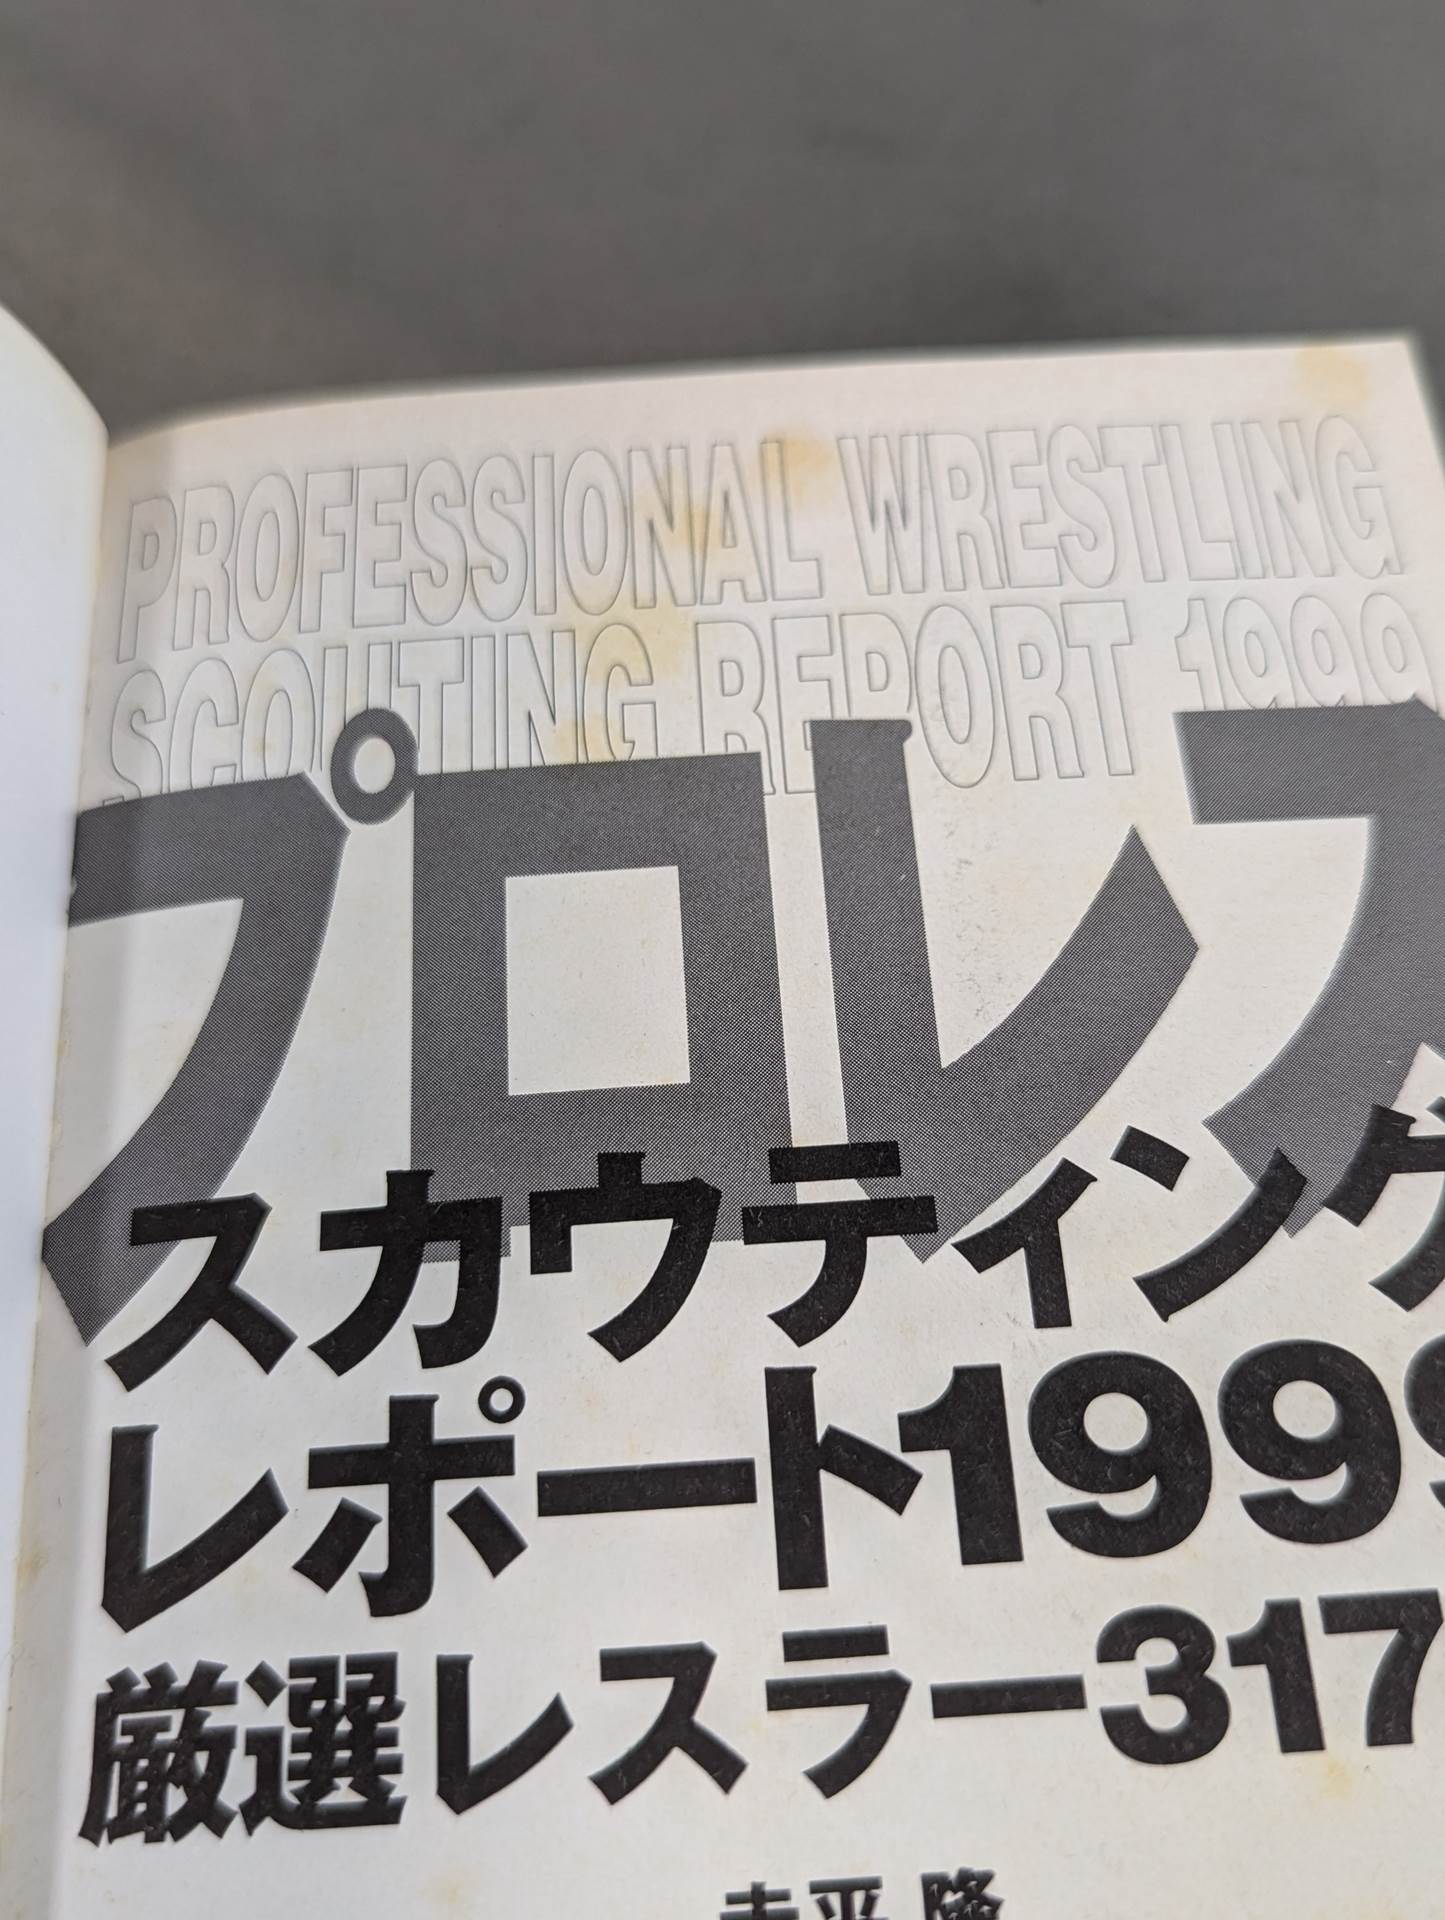 PROFESSIONAL WRESTLING
SCOUTING REPORT 1999
プロレス
スカウティング
レポート1999
厳選レスラー317